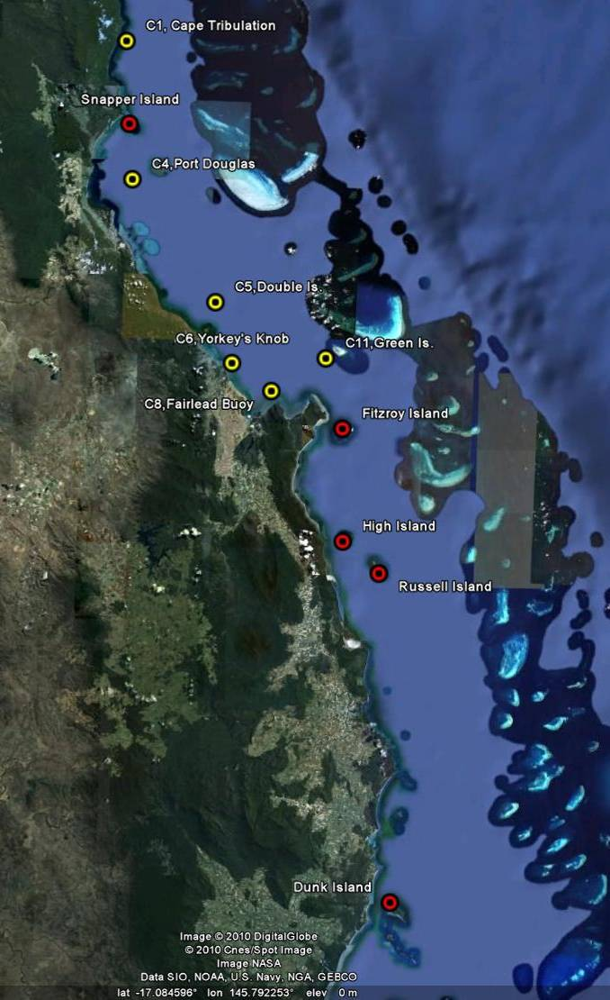 C1, Cape Tribulation
Snapper Island
C4,Port Douglas
C5,Double Is.
C6,Yorkey's Knob
C11,Green Is.
C8,Fairlead Buoy
Fitzroy Island
High Island
Russell Island
Dunk Island
Image © 2010 DigitalGlobe
© 2010 Cnes/Spot Image
Image NASA
Data SIO, NOAA, U.S. Navy, NGA, GEBCO
lat -17.084596° lon 145.792253° elev 0 m